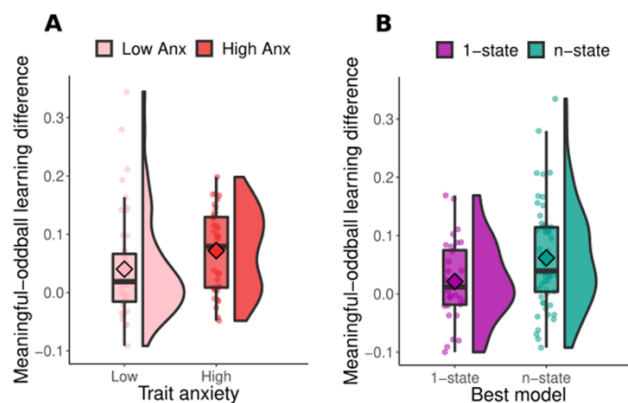 A
Low Anx High Anx
Meaningful-oddball learning difference
0.3
0.2
0.1
0.0
−0.1
Low High
Trait anxiety
B
1-state n-state
Meaningful-oddball learning difference
0.3
0.2
0.1
0.0
−0.1
1-state n-state
Best model